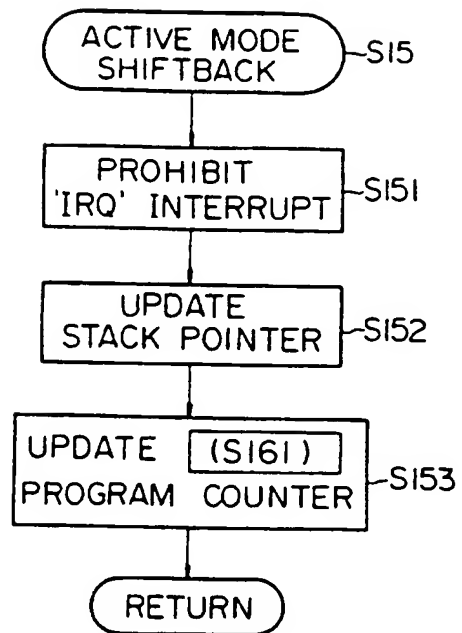 ACTIVE MODE
SHIFTBACK
S15
PROHIBIT
'IRQ' INTERRUPT
S151
UPDATE
STACK POINTER
S152
UPDATE (S161)
PROGRAM COUNTER
S153
RETURN